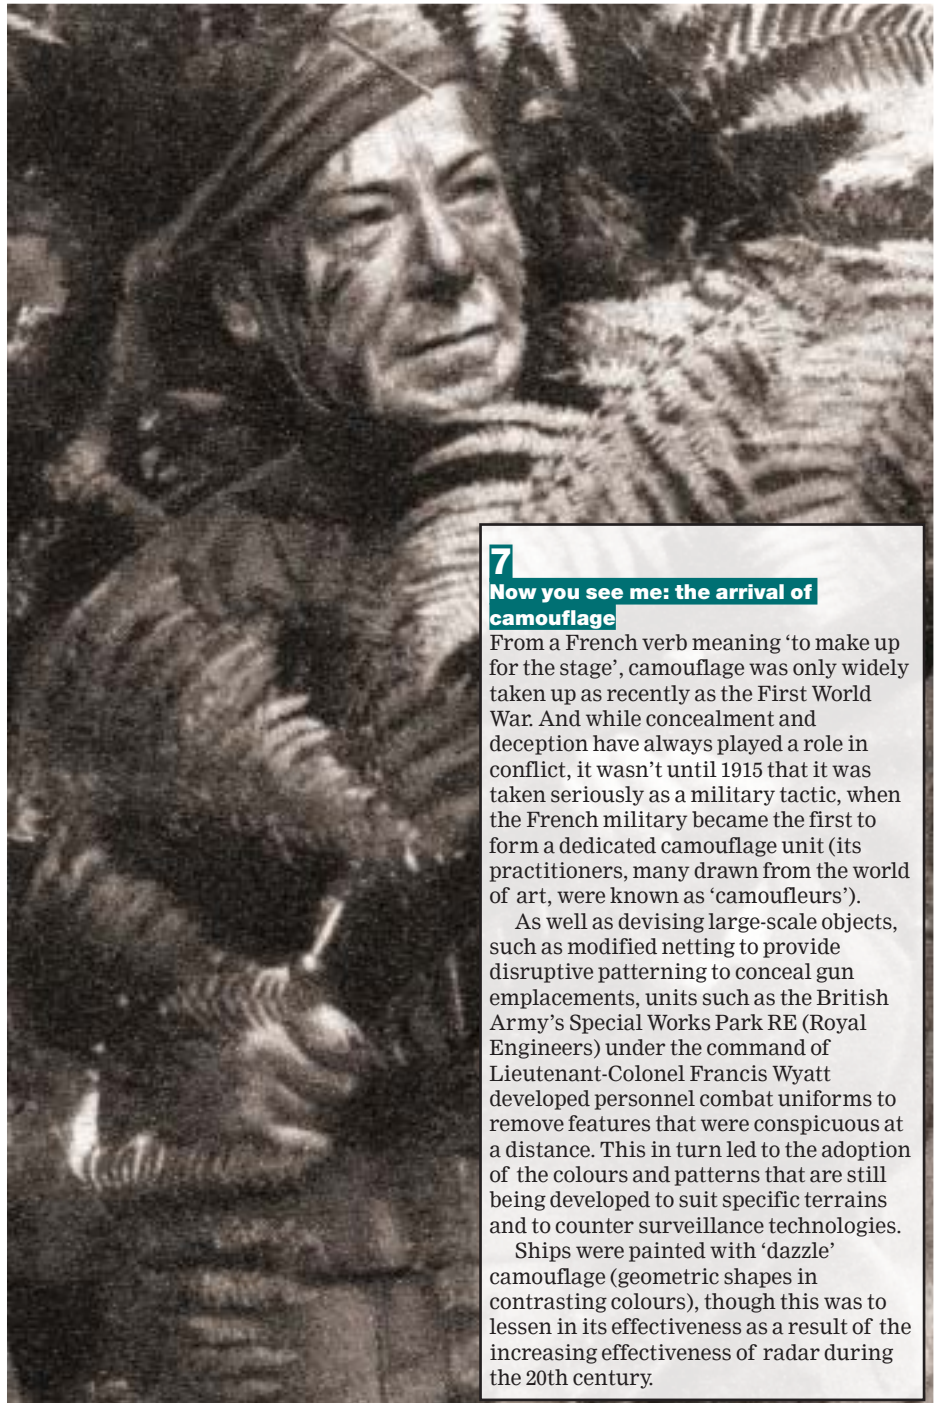 7
Now you see me: the arrival of
camouflage
From a French verb meaning ‘to make up
for the stage’, camouflage was only widely
taken up as recently as the First World
War. And while concealment and
deception have always played a role in
conflict, it wasn’t until 1915 that it was
taken seriously as a military tactic, when
the French military became the first to
form a dedicated camouflage unit (its
practitioners, many drawn from the world
of art, were known as ‘camoufleurs’).
As well as devising large-scale objects,
such as modified netting to provide
disruptive patterning to conceal gun
emplacements, units such as the British
Army’s Special Works Park RE (Royal
Engineers) under the command of
Lieutenant-Colonel Francis Wyatt
developed personnel combat uniforms to
remove features that were conspicuous at
a distance. This in turn led to the adoption
of the colours and patterns that are still
being developed to suit specific terrains
and to counter surveillance technologies.
Ships were painted with ‘dazzle’
camouflage (geometric shapes in
contrasting colours), though this was to
lessen in its effectiveness as a result of the
increasing effectiveness of radar during
the 20th century.